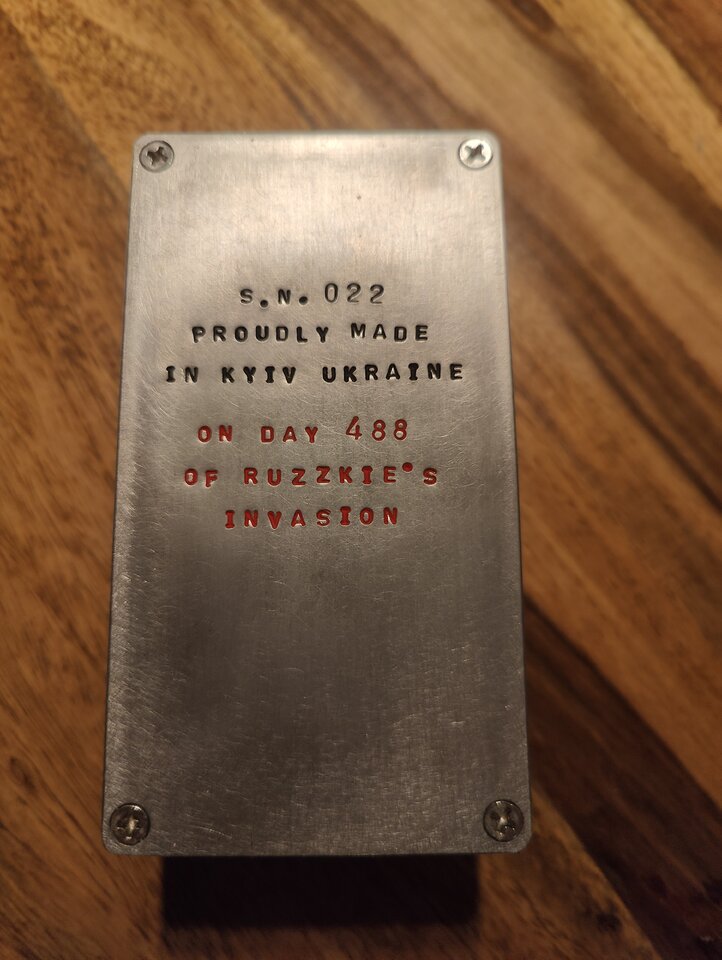 S.N. 022
PROUDLY MADE
IN KYIV UKRAINE
ON DAY 488
OF RUZZKIE'S
INVASION